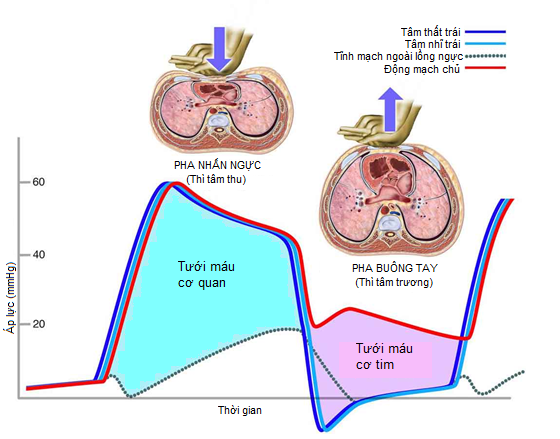 Tâm thất trái
Tâm nhĩ trái
Tĩnh mạch ngoài lồng ngực
Động mạch chủ
PHA NHẤN NGỰC
(Thì tâm thu)
PHA BUÔNG TAY
(Thì tâm trương)
Áp lực (mmHg)
60
40
20
Tưới máu
cơ quan
Tưới máu
cơ tim
Thời gian